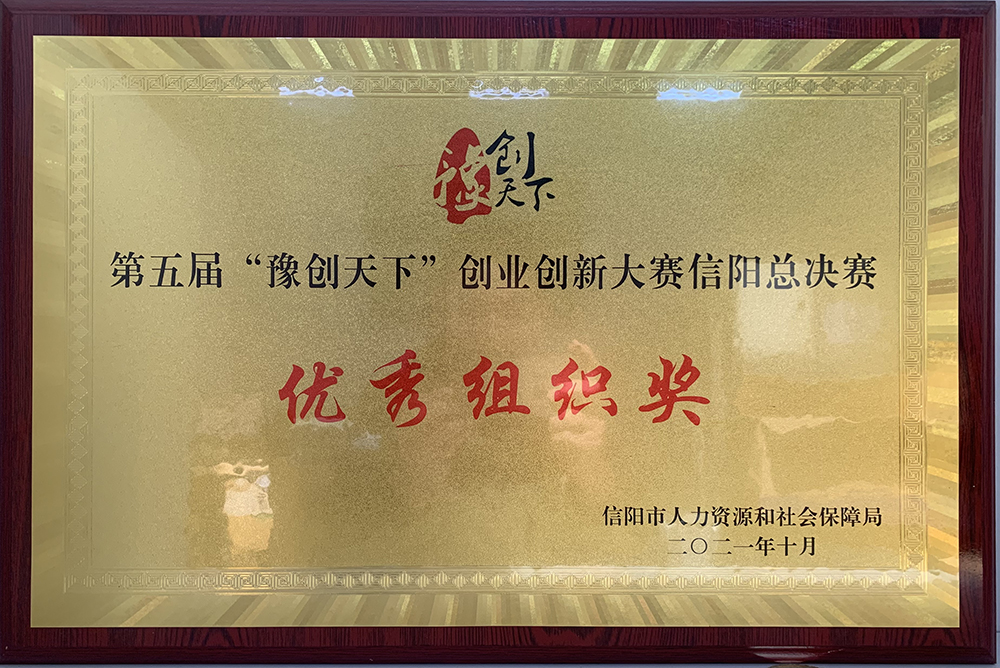 豫创
天下
第五届“豫创天下”创业创新大赛信阳总决赛
优秀组织奖
信阳市人力资源和社会保障局
二〇二一年十月